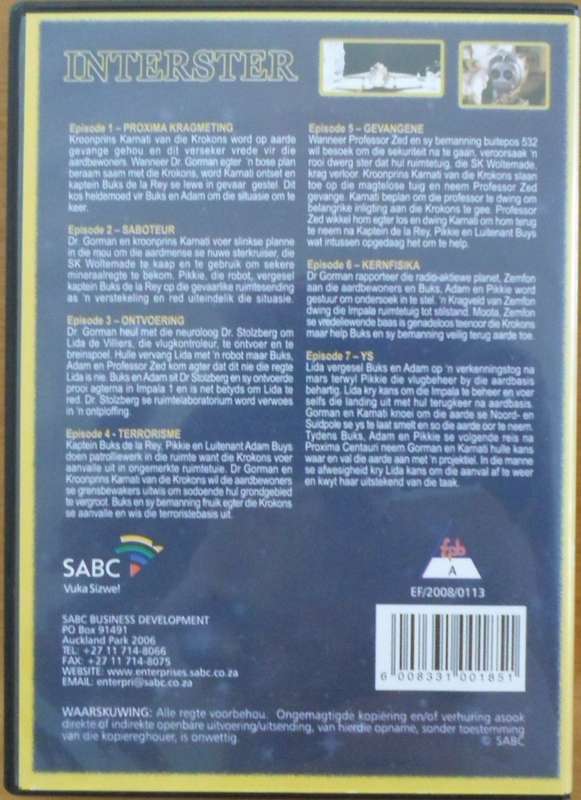 INTERSTER
Episode 1 – PROXIMA KRAGMETING
Kroonprins Karnati van die Krokons word op aarde
gevange gehou en dit verseker vrede vir die
aardbewoners. Wanneer Dr. Gorman egter 'n bose plan
beraam saam met die Krokons, word Karnati ontset en
kaptein Buks de la Rey se lewe in gevaar gestel. Dit
kos heldemoed vir Buks en Adam om die situasie om te
keer.
Episode 2 – SABOTEUR
Dr. Gorman en kroonprins Karnati voer slinkse planne
in die mou om die aardmense se nuwe sterkruiser, die
SK Woltemade te kaap en te gebruik om sekere
mineraalregte te bekom. Pikkie, die robot, vergesel
kaptein Buks de la Rey op die gevaarlike ruimtesending
as 'n verstekeling en red uiteindelik die situasie.
Episode 3 – ONTVOERING
Dr. Gorman heul met die neuroloog Dr. Stolzberg om
Lida de Villiers, die vlugkontroleur, te ontvoer en te
breinspoel. Hulle vervang Lida met 'n robot maar Buks,
Adam en Professor Zed kom agter dat dit nie die regte
Lida is nie. Buks en Adam sit Dr Stolzberg en sy ontvoerde
prooi agterna in Impala 1 en is net betyds om Lida te
red. Dr. Stolzberg se ruimtelaboratorium word verwoes
in 'n ontploffing.
Episode 4 - TERRORISME
Kaptein Buks de la Rey, Pikkie en Luitenant Adam Buys
doen patrolliewerk in die ruimte want die Krokons voer
aanvalle uit in ongemerkte ruimtetuie. Dr Gorman en
Kroonprins Karnati van die Krokons wil die aardbewoners
se grensbewakers uitwis om sodoende hul grondgebied
te vergroot. Buks en sy bemanning fnuik egter die Krokons
se aanvalle en wis die terroristebasis uit.
Episode 5 – GEVANGENE
Wanneer Professor Zed en sy bemanning buitepos 532
wil besoek om die sekuriteit na te gaan, veroorsaak 'n
rooi dwerg ster dat hul ruimtetuig, die SK Woltemade,
krag verloor. Kroonprins Karnati van die Krokons slaan
toe op die magtelose tuig en neem Professor Zed
gevange. Karnati beplan om die professor te dwing om
belangrike inligting aan die Krokons te gee. Professor
Zed wikkel hom egter los en dwing Karnati om hom terug
te neem na Kaptein de la Rey. Pikkie en Luitenant Buys
wat intussen opgedaag het om te help.
Episode 6 – KERNFISIKA
Dr Gorman rapporteer die radio-aktiewe planet, Zemfon
aan die aardbewoners en Buks, Adam en Pikkie word
gestuur om ondersoek in te stel. 'n Kragveld van Zemfon
dwing die Impala ruimtetuig tot stilstand. Moota, Zemfon
se vredeliewende baas is genadeloos teenoor die Krokons
maar help Buks en sy bemanning veilig terug aarde toe.
Episode 7 – YS
Lida vergesel Buks en Adam op 'n verkenningstog na
mars terwyl Pikkie die vlugbeheer by die aardbasis
behartig. Lida kry kans om die Impala te beheer en voer
selfs die landing uit met hul terugkeer na aardbasis.
Gorman en Karnati knoei om die aarde se Noord- en
Suidpole se ys te laat smelt en so die aarde oor te neem.
Tydens Buks, Adam en Pikkie se volgende reis na
Proxima Centauri neem Gorman en Karnati hulle kans
waar en val die aarde aan met 'n projektiel. In die manne
se afwesigheid kry Lida kans om die aanval af te weer
en kwyt haar uitstekend van die taak.
SABC
Vuka Sizwe!
fpb
A
EF/2008/0113
SABC BUSINESS DEVELOPMENT
PO Box 91491
Auckland Park 2006
TEL: +27 11 714-8066
FAX: +27 11 714-8075
WEBSITE: www.enterprises.sabc.co.za
EMAIL: enterpri@sabc.co.za
6 008331 001851
WAARSKUWING: Alle regte voorbehou. Ongemagtigde kopiëring en/of verhuring asook
direkte of indirekte openbare uitvoering/uitsending, van hierdie opname, sonder toestemming
van die kopiereghouer, is onwettig.
© SABC